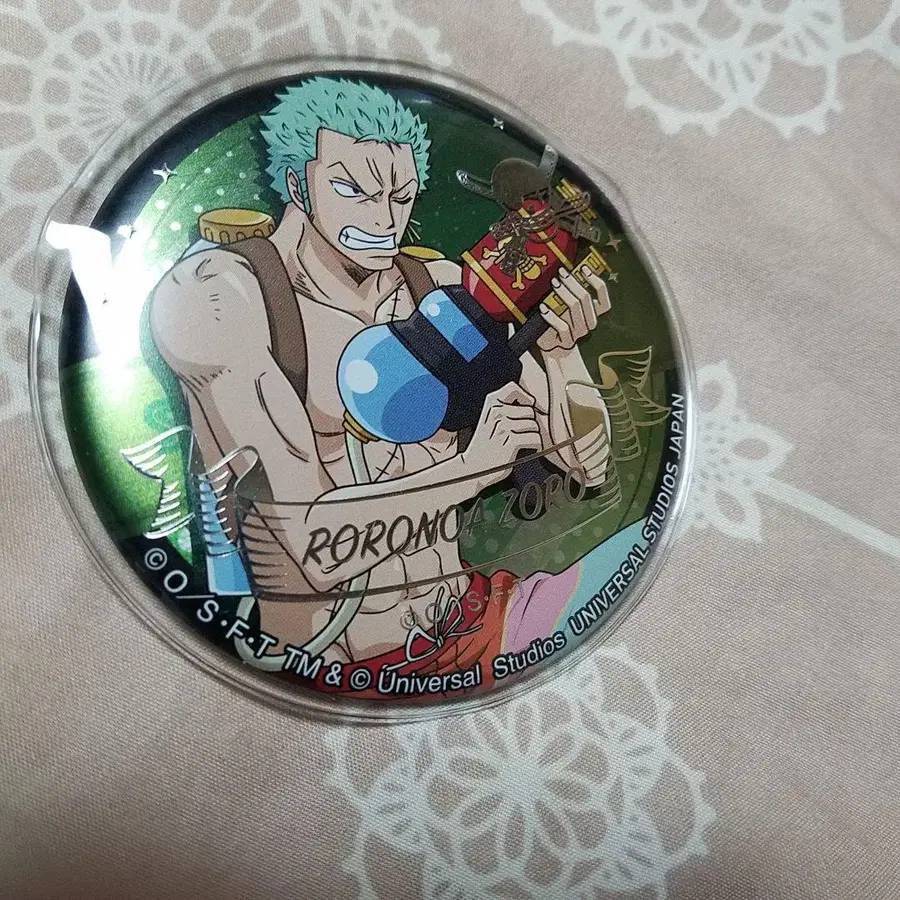 RORONOA ZORO
©O/S・F・T
©O/S・F・T TM & © Universal Studios UNIVERSAL STUDIOS JAPAN